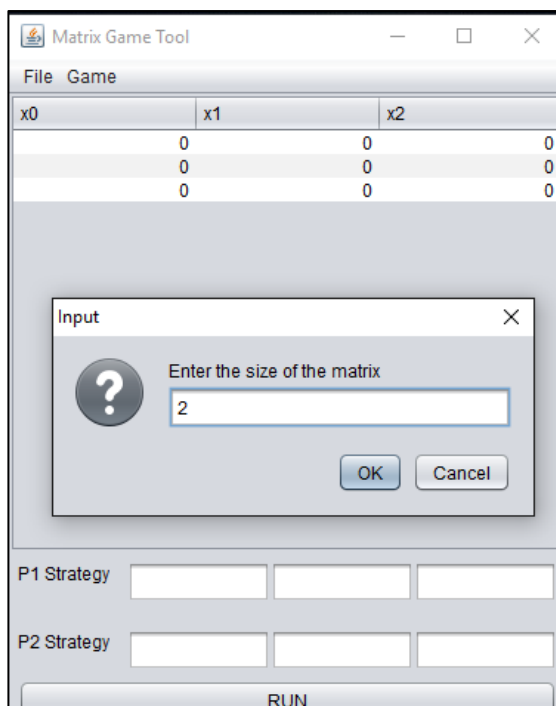 Matrix Game Tool
File Game
x0 x1 x2
0 0 0
0 0 0
0 0 0
Input
Enter the size of the matrix
2
OK Cancel
P1 Strategy
P2 Strategy
RUN